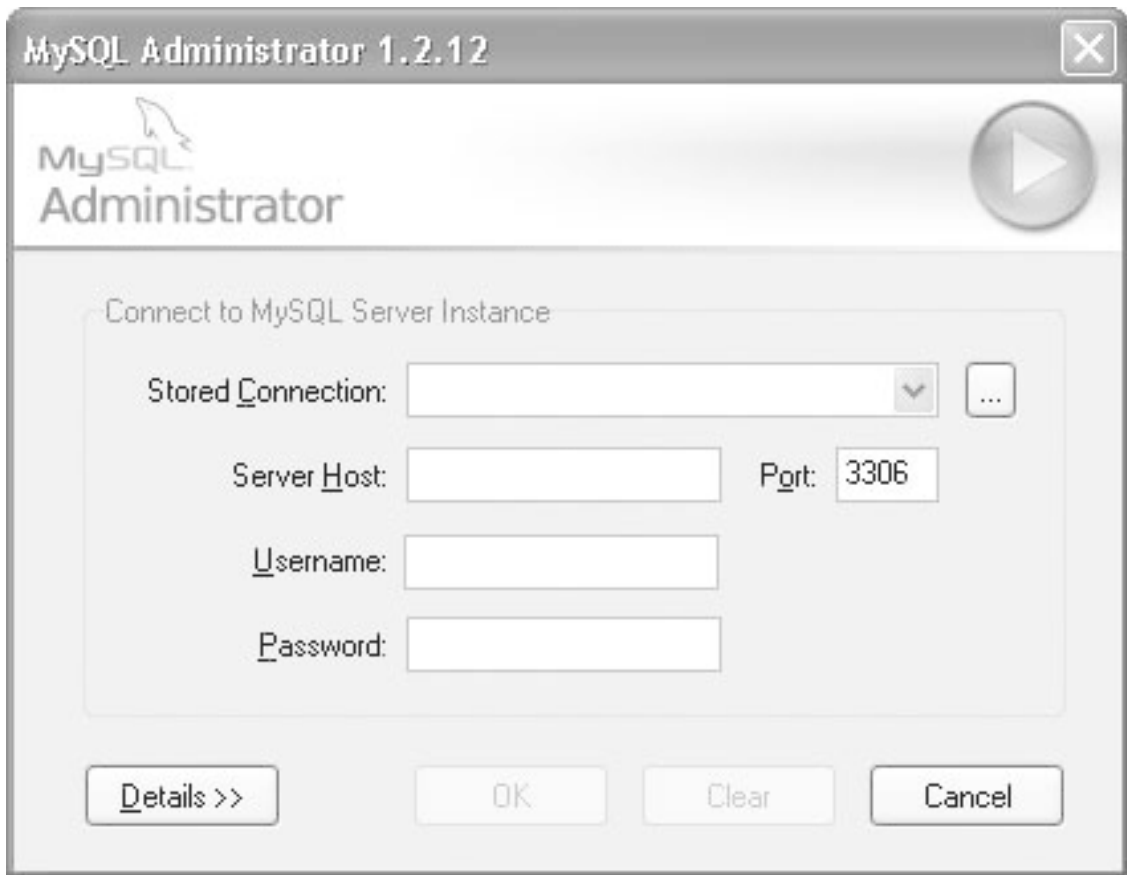 MySQL Administrator 1.2.12
MySQL
Administrator
Connect to MySQL Server Instance
Stored Connection: ...
Server Host: Port: 3306
Username:
Password:
Details >> OK Clear Cancel